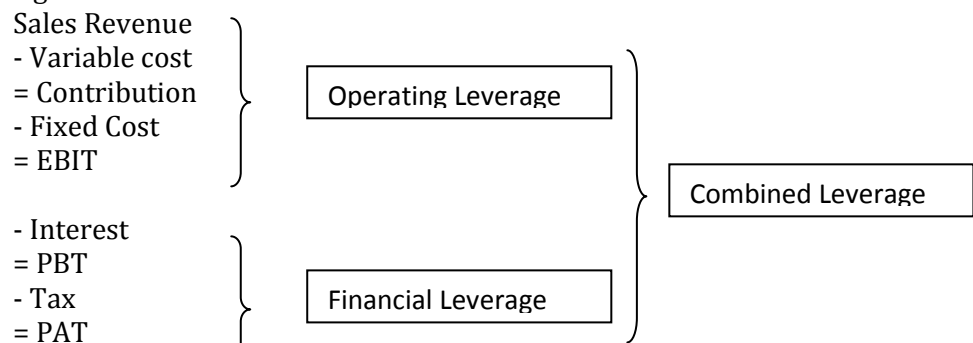 Sales Revenue
- Variable cost
= Contribution
- Fixed Cost
= EBIT
- Interest
= PBT
- Tax
= PAT
Operating Leverage
Financial Leverage
Combined Leverage